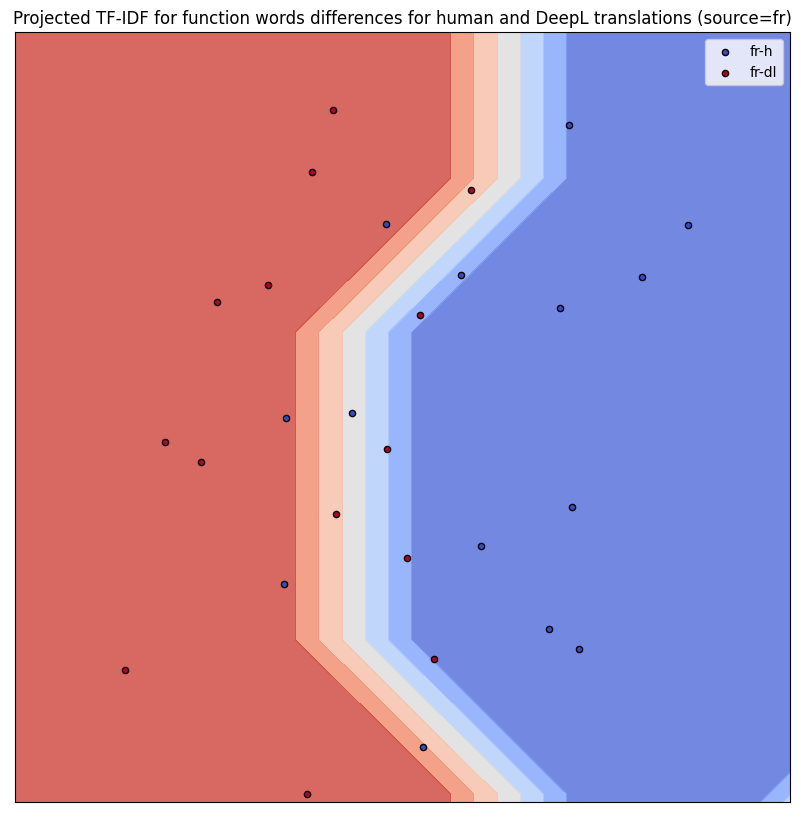 Projected TF-IDF for function words differences for human and DeepL translations (source=fr)
fr-h
fr-dl